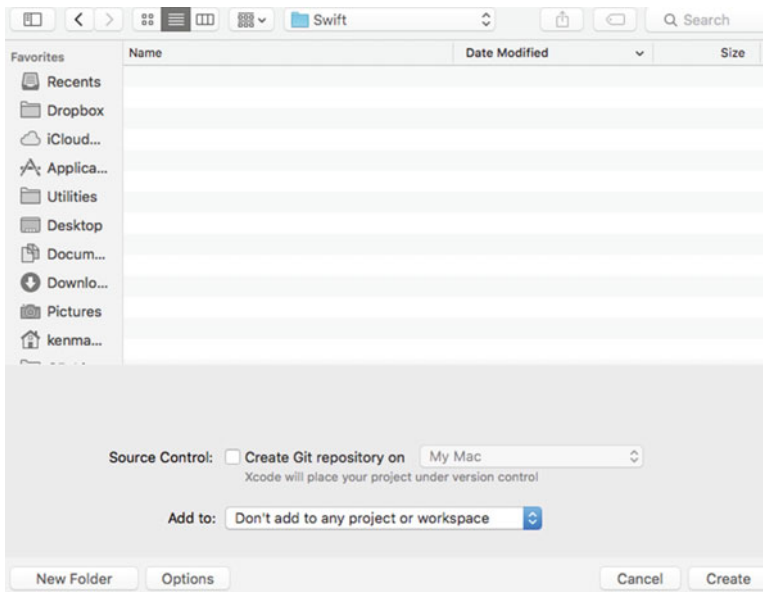 Swift
Search
Favorites
Name Date Modified Size
Recents
Dropbox
iCloud...
Applica...
Utilities
Desktop
Docum...
Downlo...
Pictures
kenma...
Source Control: Create Git repository on My Mac
Xcode will place your project under version control
Add to: Don't add to any project or workspace
New Folder Options Cancel Create